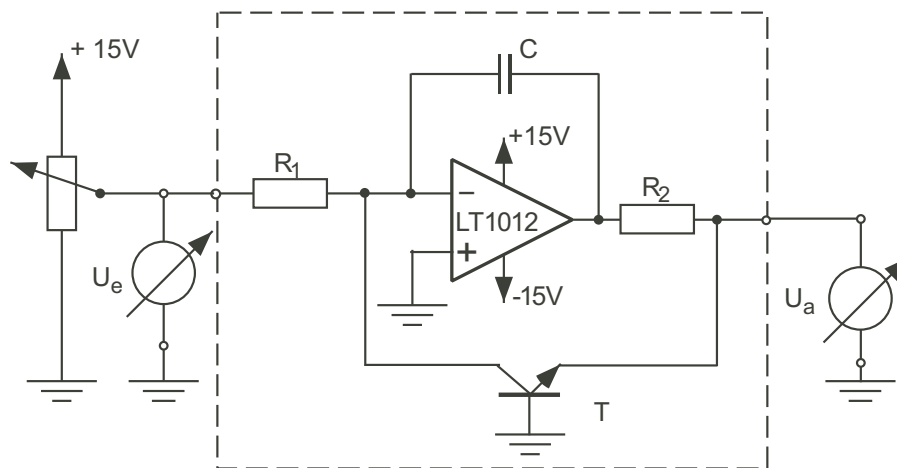 + 15V
C
+15V
R1
R2
−
LT1012
+
Ue
-15V
Ua
T